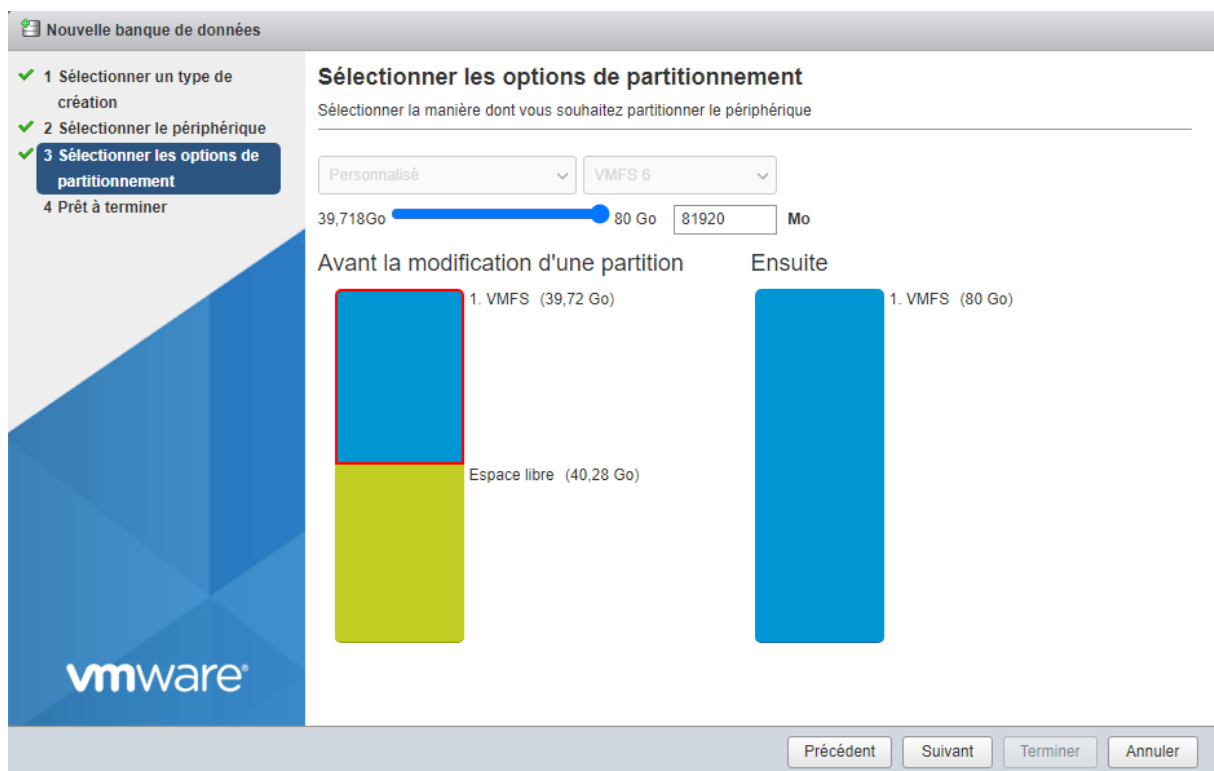 Nouvelle banque de données
1 Sélectionner un type de
création
2 Sélectionner le périphérique
3 Sélectionner les options de
partitionnement
4 Prêt à terminer
Sélectionner les options de partitionnement
Sélectionner la manière dont vous souhaitez partitionner le périphérique
Personnalisé VMFS 6
39,718Go 80 Go 81920 Mo
Avant la modification d'une partition Ensuite
1. VMFS (39,72 Go) 1. VMFS (80 Go)
Espace libre (40,28 Go)
vmware®
Précédent Suivant Terminer Annuler